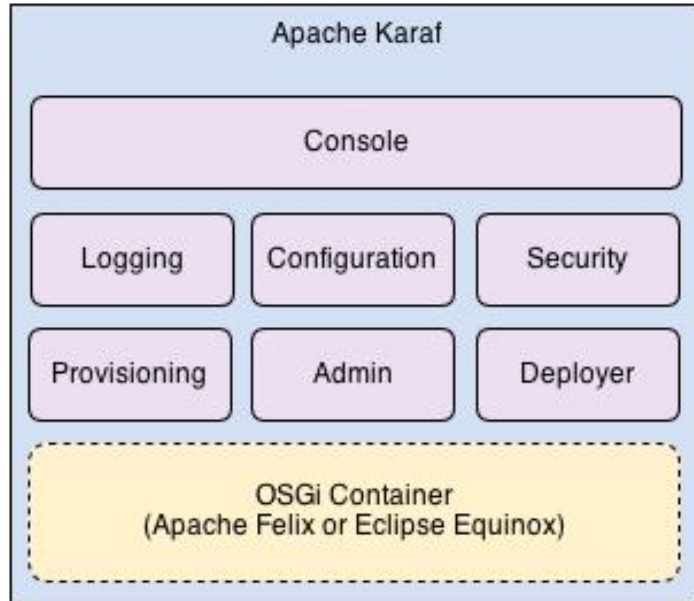 Apache Karaf
Console
Logging
Configuration
Security
Provisioning
Admin
Deployer
OSGi Container
(Apache Felix or Eclipse Equinox)